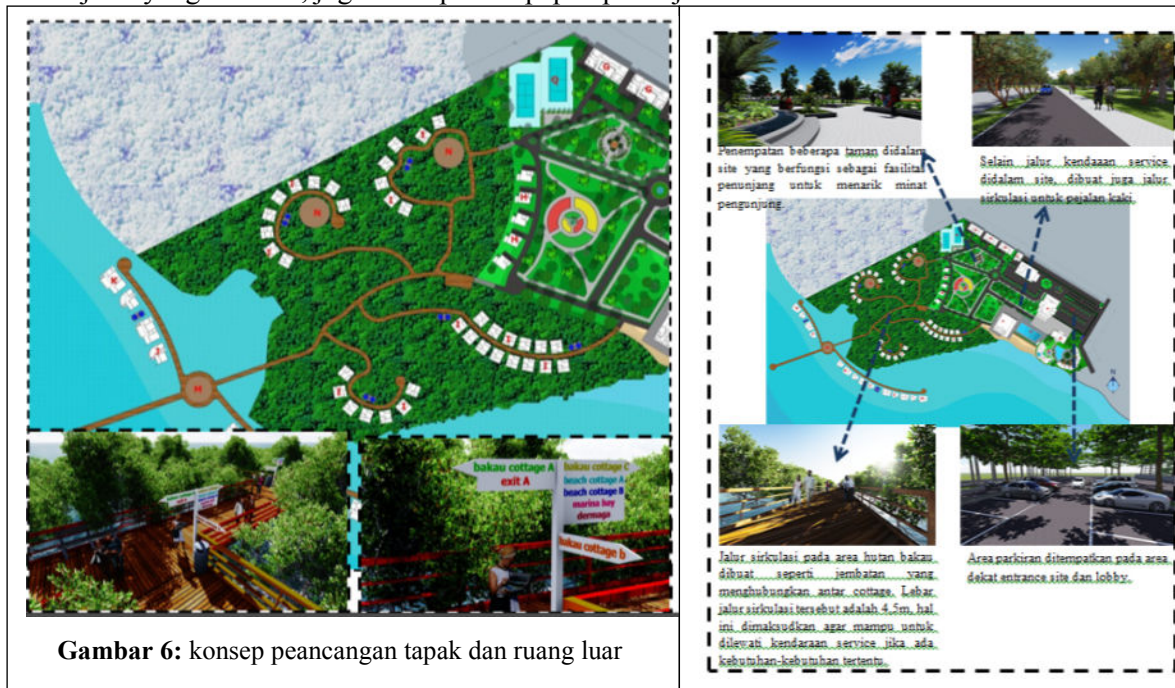 bakau cottage A
exit A
bakau cottage C
beach cottage A
beach cottage B
marina bay
dermaga
bakau cottage b
Gambar 6: konsep peancangan tapak dan ruang luar
Penempatan beberapa taman didalam
site yang berfungsi sebagai fasilitas
penunjang untuk menarik minat
pengunjung.
Selain jalur kendaaan service
didalam site, dibuat juga jalur
sirkulasi untuk pejalan kaki.
N
Jalur sirkulasi pada area hutan bakau
dibuat seperti jembatan yang
menghubungkan antar cottage. Lebar
jalur sirkulasi tersebut adalah 4,5m, hal
ini dimaksudkan agar mampu untuk
dilewati kendaraan service jika ada
kebutuhan-kebutuhan tertentu.
Area parkiran ditempatkan pada area
dekat entrance site dan lobby.